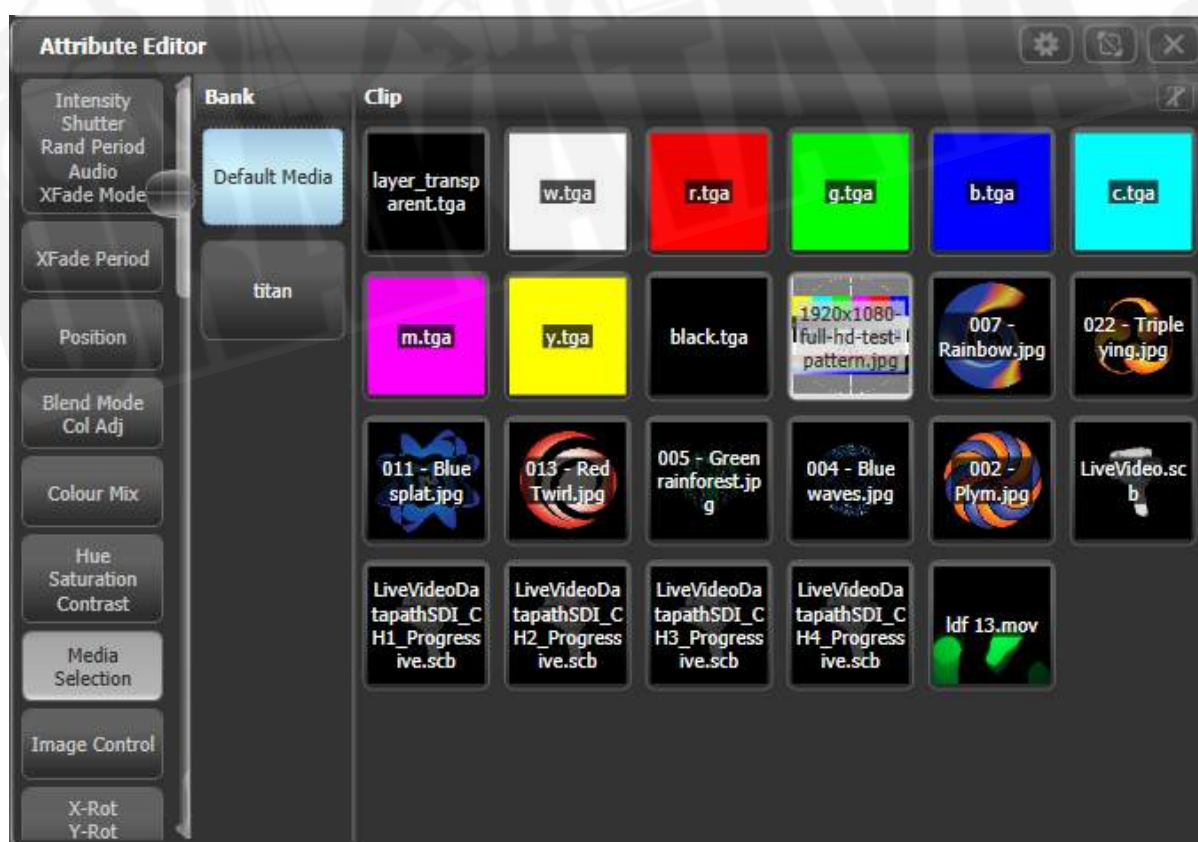 Attribute Editor
Intensity
Shutter
Rand Period
Audio
XFade Mode
XFade Period
Position
Blend Mode
Col Adj
Colour Mix
Hue
Saturation
Contrast
Media
Selection
Image Control
X-Rot
Y-Rot
Bank
Default Media
titan
Clip
layer_transp
arent.tga
w.tga
r.tga
g.tga
b.tga
c.tga
m.tga
y.tga
black.tga
1920x1080-
full-hd-test-
pattern.jpg
007 -
Rainbow.jpg
022 - Triple
ying.jpg
011 - Blue
splat.jpg
013 - Red
Twirl.jpg
005 - Green
rainforest.jp
g
004 - Blue
waves.jpg
002 -
Plym.jpg
LiveVideo.sc
b
LiveVideoDa
tapathSDI_C
H1_Progress
ive.scb
LiveVideoDa
tapathSDI_C
H2_Progress
ive.scb
LiveVideoDa
tapathSDI_C
H3_Progress
ive.scb
LiveVideoDa
tapathSDI_C
H4_Progress
ive.scb
ldf 13.mov